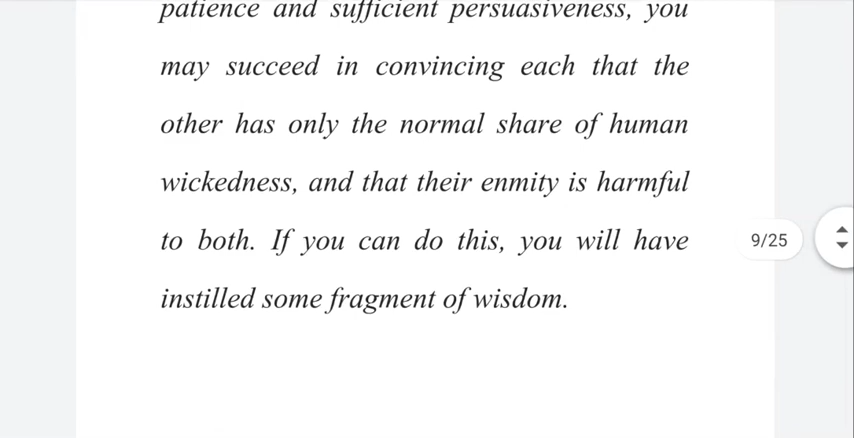 patience and sufficient persuasiveness, you
may succeed in convincing each that the
other has only the normal share of human
wickedness, and that their enmity is harmful
to both. If you can do this, you will have
9/25
instilled some fragment of wisdom.